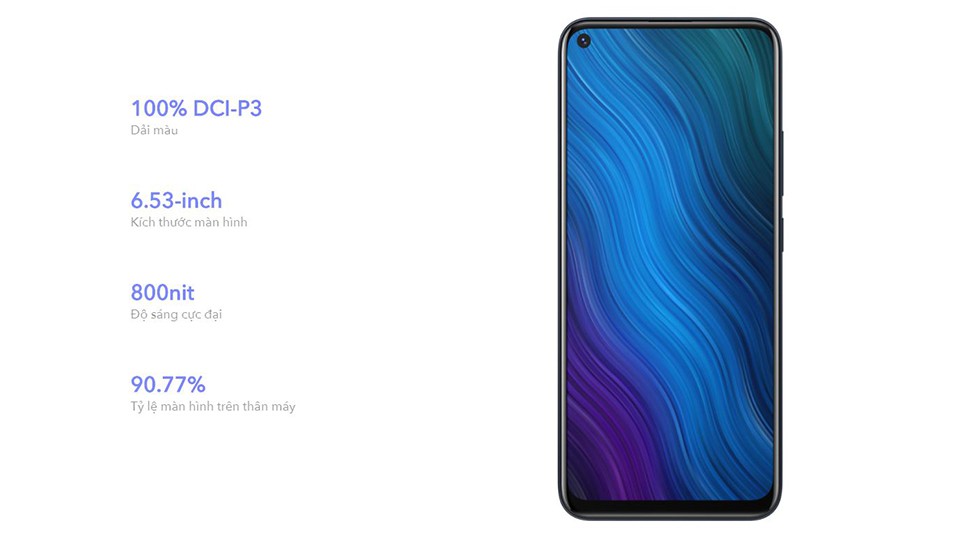 100% DCI-P3
Dải màu
6.53-inch
Kích thước màn hình
800nit
Độ sáng cực đại
90.77%
Tỷ lệ màn hình trên thân máy